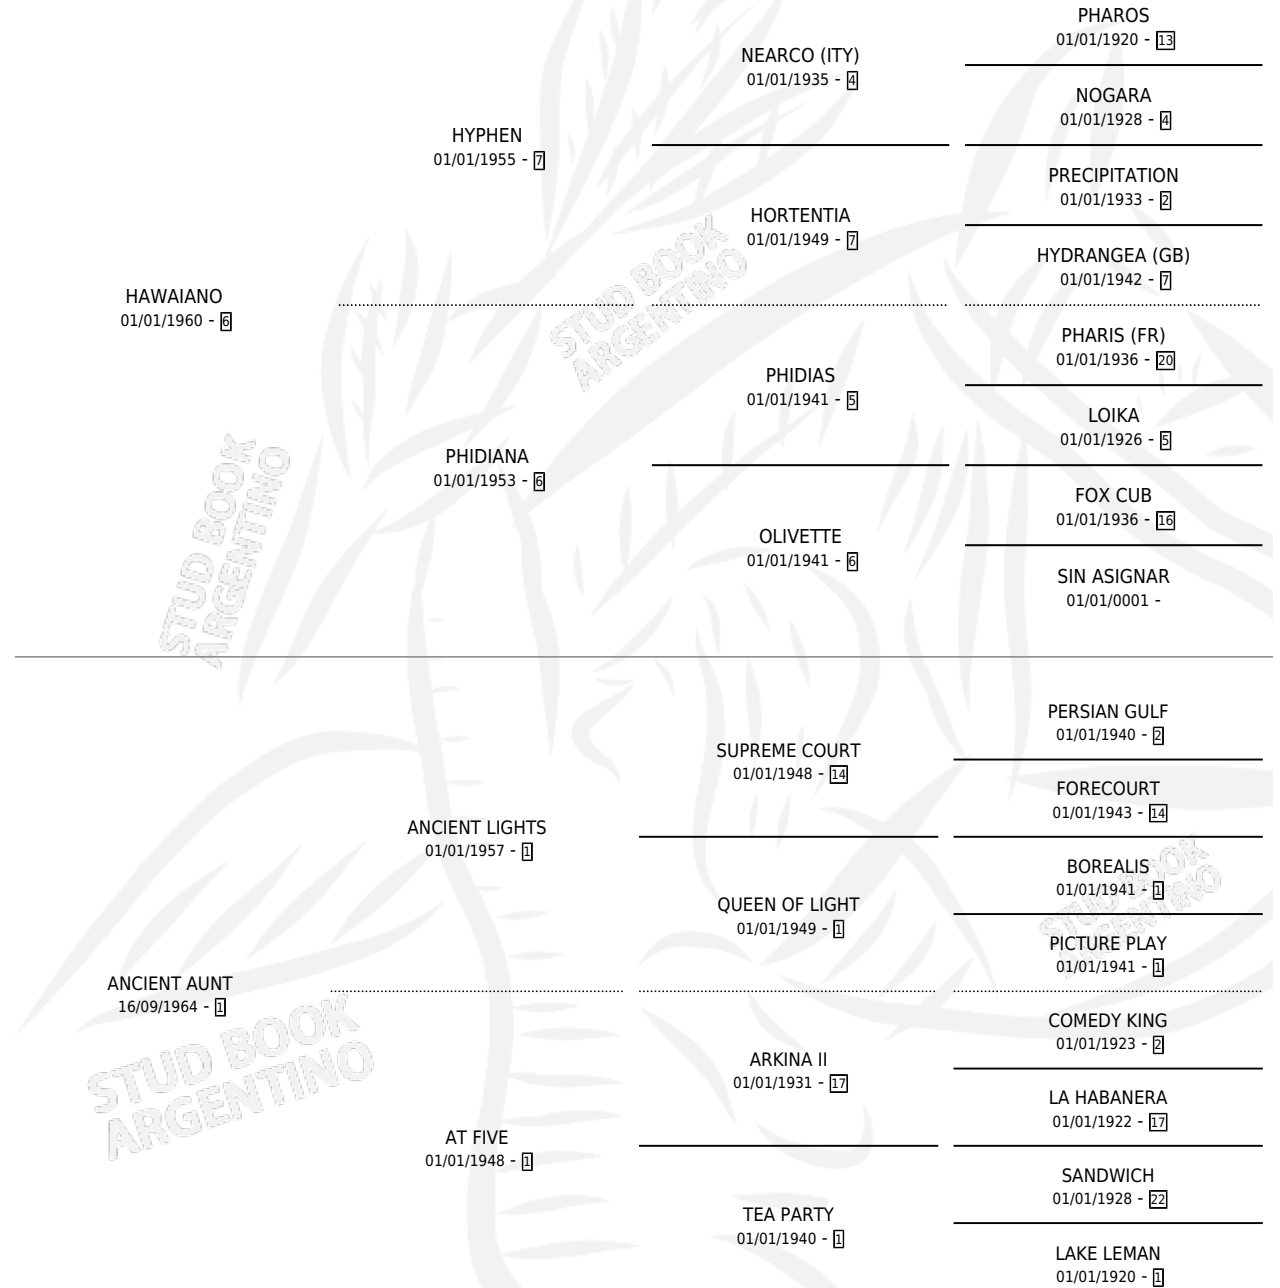 PHAROS
01/01/1920 - 13
NEARCO (ITY)
01/01/1935 - 4
NOGARA
01/01/1928 - 4
HYPHEN
01/01/1955 - 7
PRECIPITATION
01/01/1933 - 2
HORTENTIA
01/01/1949 - 7
HYDRANGEA (GB)
01/01/1942 - 7
HAWAIANO
01/01/1960 - 6
PHARIS (FR)
01/01/1936 - 20
PHIDIAS
01/01/1941 - 5
LOIKA
01/01/1926 - 5
PHIDIANA
01/01/1953 - 6
FOX CUB
01/01/1936 - 16
OLIVETTE
01/01/1941 - 6
SIN ASIGNAR
01/01/0001 -
PERSIAN GULF
01/01/1940 - 2
SUPREME COURT
01/01/1948 - 14
FORECOURT
01/01/1943 - 14
ANCIENT LIGHTS
01/01/1957 - 1
BOREALIS
01/01/1941 - 1
QUEEN OF LIGHT
01/01/1949 - 1
PICTURE PLAY
01/01/1941 - 1
ANCIENT AUNT
16/09/1964 - 1
COMEDY KING
01/01/1923 - 2
ARKINA II
01/01/1931 - 17
LA HABANERA
01/01/1922 - 17
AT FIVE
01/01/1948 - 1
SANDWICH
01/01/1928 - 22
TEA PARTY
01/01/1940 - 1
LAKE LEMAN
01/01/1920 - 1
STUD BOOK
ARGENTINO
STUD BOOK
ARGENTINO
STUD BOOK
ARGENTINO
STUD BOOK
ARGENTINO